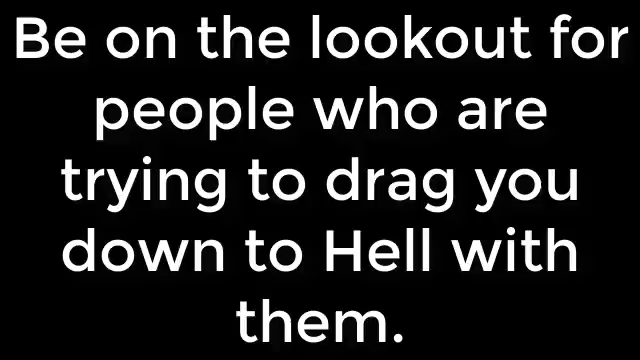 Be on the lookout for
people who are
trying to drag you
down to Hell with
them.